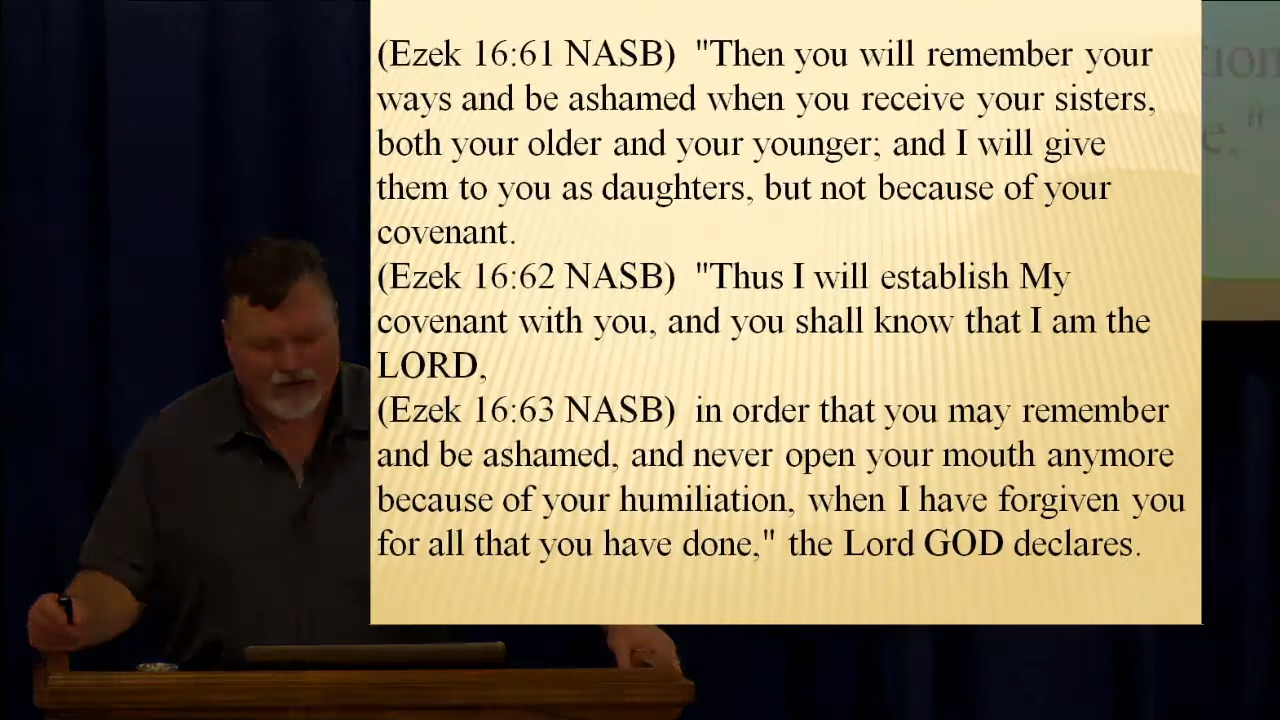 (Ezek 16:61 NASB)  "Then you will remember your
ways and be ashamed when you receive your sisters,
both your older and your younger; and I will give
them to you as daughters, but not because of your
covenant.
(Ezek 16:62 NASB)  "Thus I will establish My
covenant with you, and you shall know that I am the
LORD,
(Ezek 16:63 NASB)  in order that you may remember
and be ashamed, and never open your mouth anymore
because of your humiliation, when I have forgiven you
for all that you have done," the Lord GOD declares.